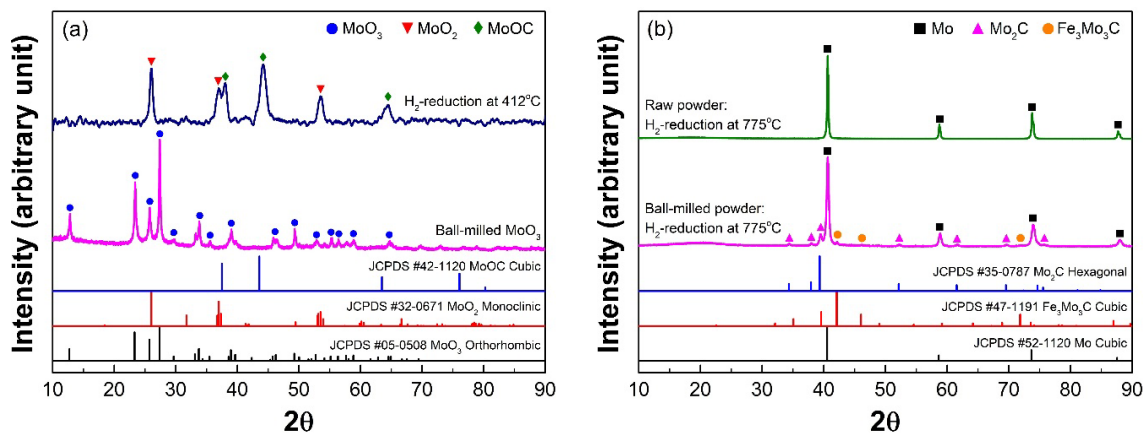 (a)
MoO₃
MoO₂
MoOC
H₂-reduction at 412°C
Ball-milled MoO₃
JCPDS #42-1120 MoOC Cubic
JCPDS #32-0671 MoO₂ Monoclinic
JCPDS #05-0508 MoO₃ Orthorhombic
10 20 30 40 50 60 70 80 90
2θ
Intensity (arbitrary unit)
(b)
Mo
Mo₂C
Fe₃Mo₃C
Raw powder:
H₂-reduction at 775°C
Ball-milled powder:
H₂-reduction at 775°C
JCPDS #35-0787 Mo₂C Hexagonal
JCPDS #47-1191 Fe₃Mo₃C Cubic
JCPDS #52-1120 Mo Cubic
10 20 30 40 50 60 70 80 90
2θ
Intensity (arbitrary unit)